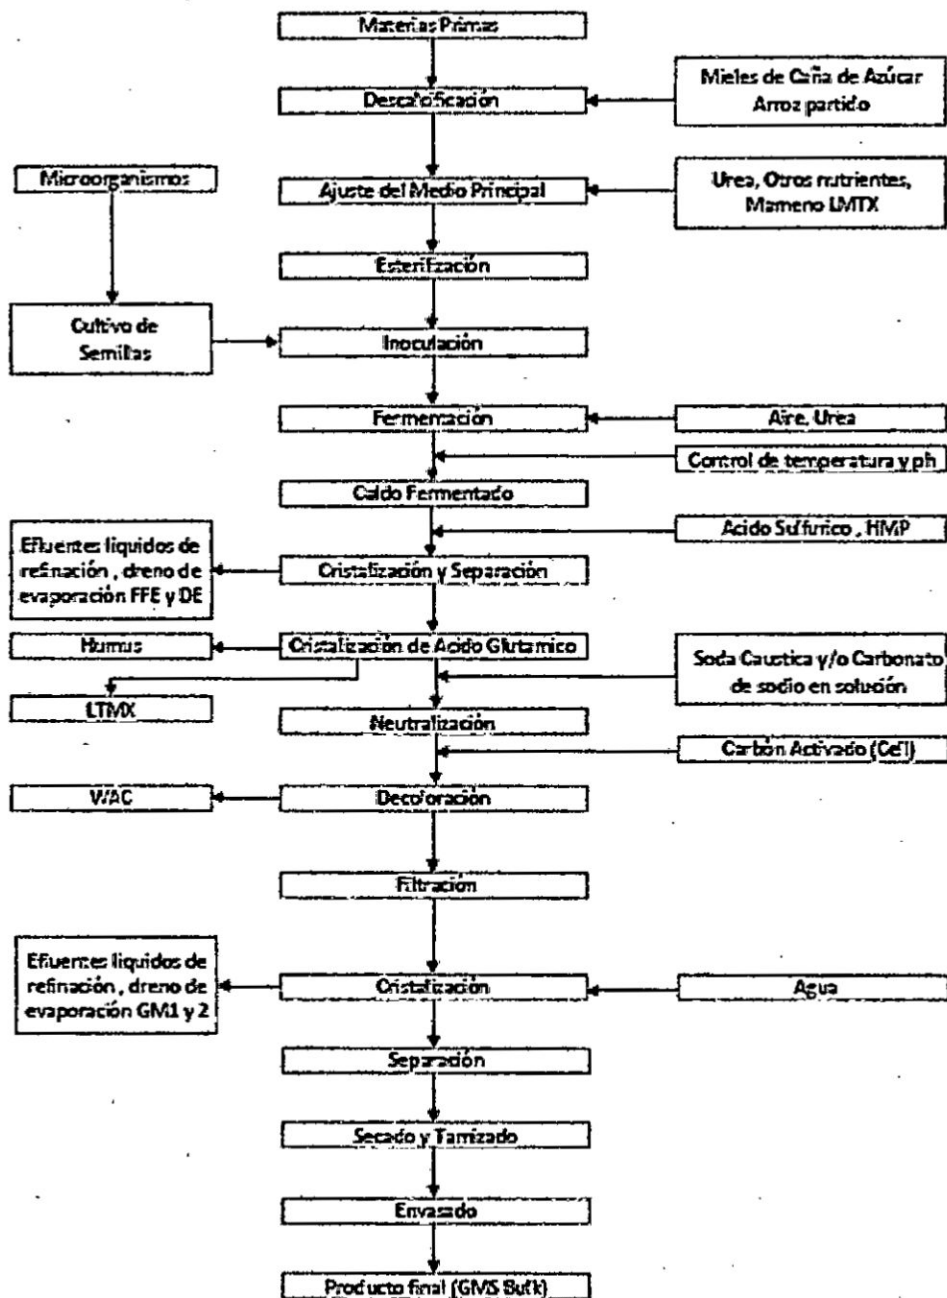 Materias Primas
Descalcificación
Mieles de Caña de Azúcar
Arroz partido
Microorganismos
Ajuste del Medio Principal
Urea, Otros nutrientes,
Mameno LMTX
Esterilización
Cultivo de
Semillas
Inoculación
Fermentación
Aire, Urea
Control de temperatura y ph
Caldo Fermentado
Acido Sulfurico , HMP
Efluentes liquidos de
refinación , dreno de
evaporación FFE y DE
Cristalización y Separación
Humus
Cristalización de Acido Glutamico
Soda Caustica y/o Carbonato
de sodio en solución
LTMX
Neutralización
Carbón Activado (Cell)
WAC
Decoloración
Filtración
Efluentes liquidos de
refinación , dreno de
evaporación GM1 y 2
Cristalización
Agua
Separación
Secado y Tamizado
Envasado
Producto final (GMS Bulk)